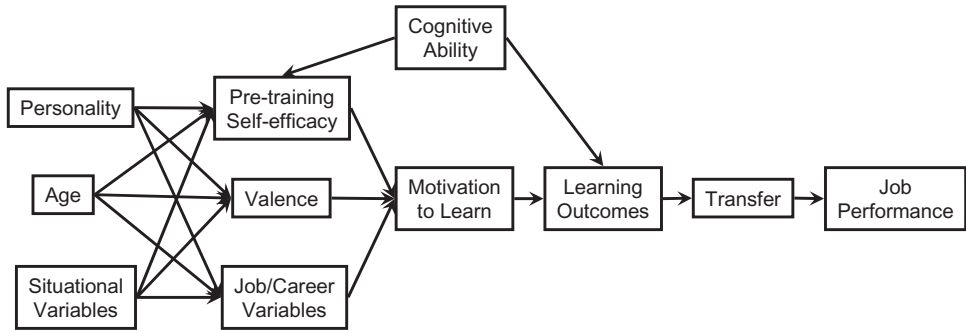 Cognitive
Ability
Personality
Pre-training
Self-efficacy
Age
Valence
Motivation
to Learn
Learning
Outcomes
Transfer
Job
Performance
Situational
Variables
Job/Career
Variables